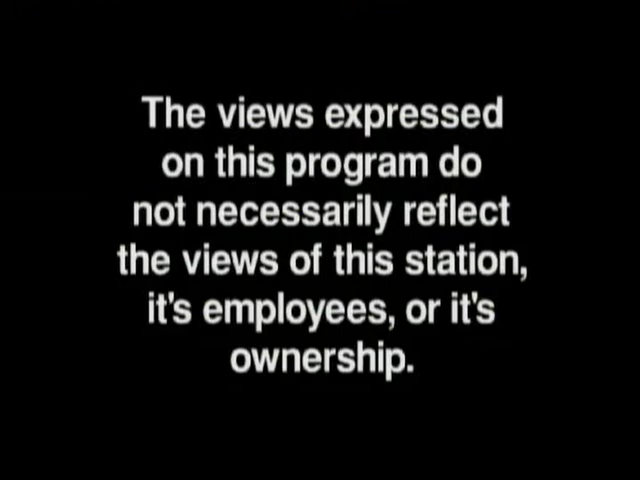 The views expressed
on this program do
not necessarily reflect
the views of this station,
it's employees, or it's
ownership.